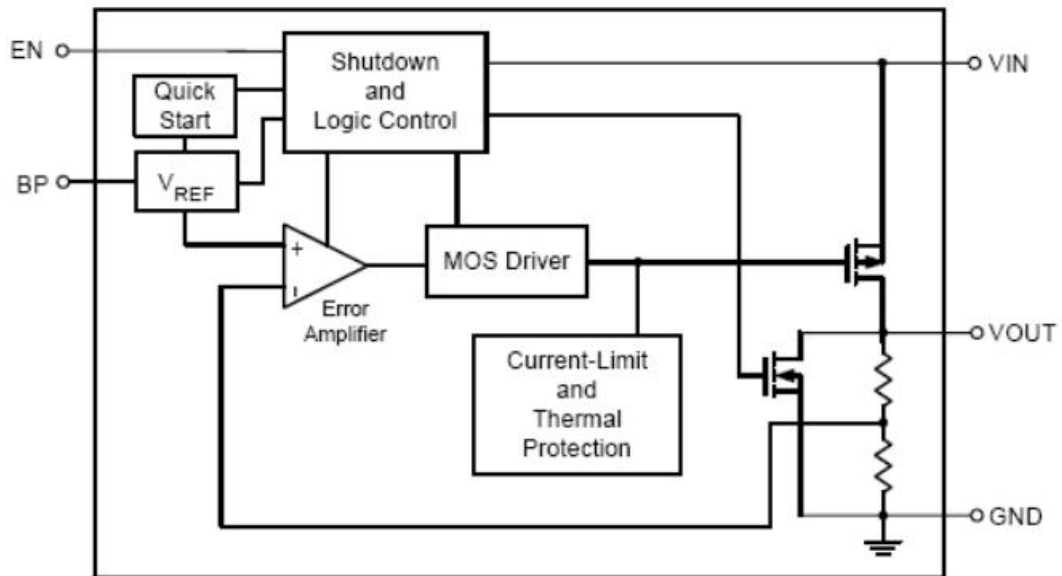 EN
Shutdown
and
Logic Control
VIN
Quick
Start
BP
VREF
+
-
MOS Driver
Error
Amplifier
VOUT
Current-Limit
and
Thermal
Protection
GND